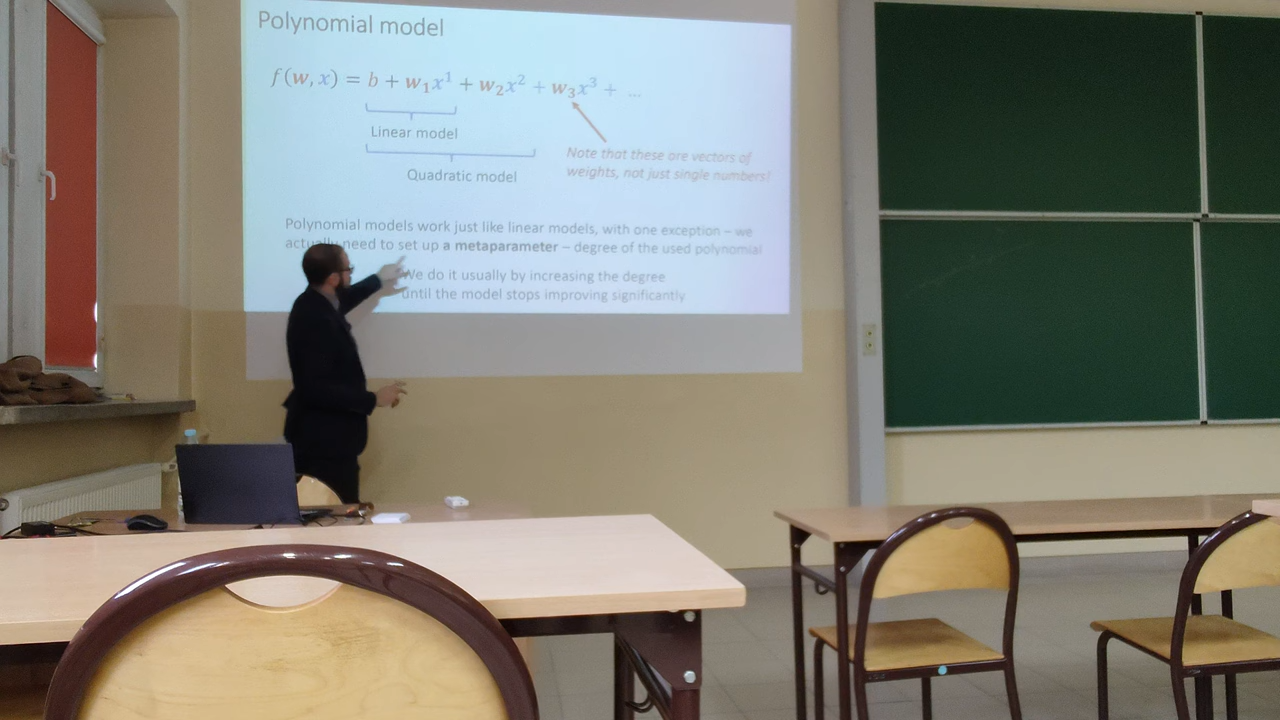 Polynomial model
f(w, x) = b + w₁x¹ + w₂x² + w₃x³ + ...
Linear model
Quadratic model
Note that these are vectors of
weights, not just single numbers!
Polynomial models work just like linear models, with one exception – we
actually need to set up a metaparameter – degree of the used polynomial
We do it usually by increasing the degree
until the model stops improving significantly